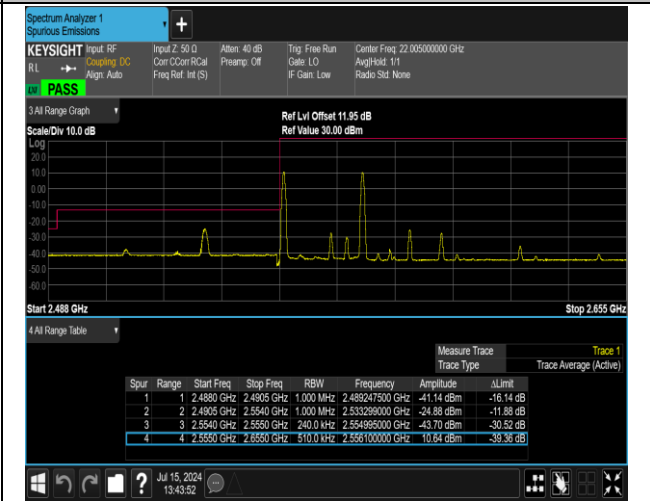 Spectrum Analyzer 1
Spurious Emissions
+
KEYSIGHT Input: RF Input Z: 50 Ω Atten: 40 dB Trig: Free Run Center Freq: 22.005000000 GHz
RL Coupling: DC Corr CCorr RCal Preamp: Off Gate: LO Avg|Hold: 1/1
Align: Auto Freq Ref: Int (S) IF Gain: Low Radio Std: None
LXI PASS
3 All Range Graph
Ref Lvl Offset 11.95 dB
Scale/Div 10.0 dB Ref Value 30.00 dBm
Log
20.0
10.0
0.00
-10.0
-20.0
-30.0
-40.0
-50.0
-60.0
Start 2.488 GHz Stop 2.655 GHz
4 All Range Table
Measure Trace Trace 1
Trace Type Trace Average (Active)
Spur Range Start Freq Stop Freq RBW Frequency Amplitude ΔLimit
1 1 2.4880 GHz 2.4905 GHz 1.000 MHz 2.489247500 GHz -41.14 dBm -16.14 dB
2 2 2.4905 GHz 2.5540 GHz 1.000 MHz 2.533299000 GHz -24.88 dBm -11.88 dB
3 3 2.5540 GHz 2.5550 GHz 240.0 kHz 2.554995000 GHz -43.70 dBm -30.52 dB
4 4 2.5550 GHz 2.6550 GHz 510.0 kHz 2.556100000 GHz 10.64 dBm -39.36 dB
?
Jul 15, 2024
13:43:52